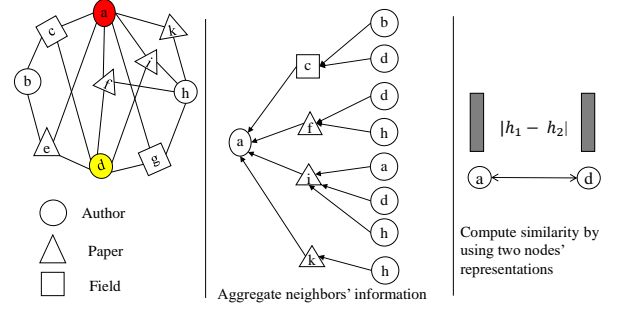 a
c
k
i
b
f
h
e
d
g
Author
Paper
Field
b
c
d
d
f
h
a
a
i
d
h
k
h
Aggregate neighbors' information
|h₁ − h₂|
a
d
Compute similarity by
using two nodes'
representations